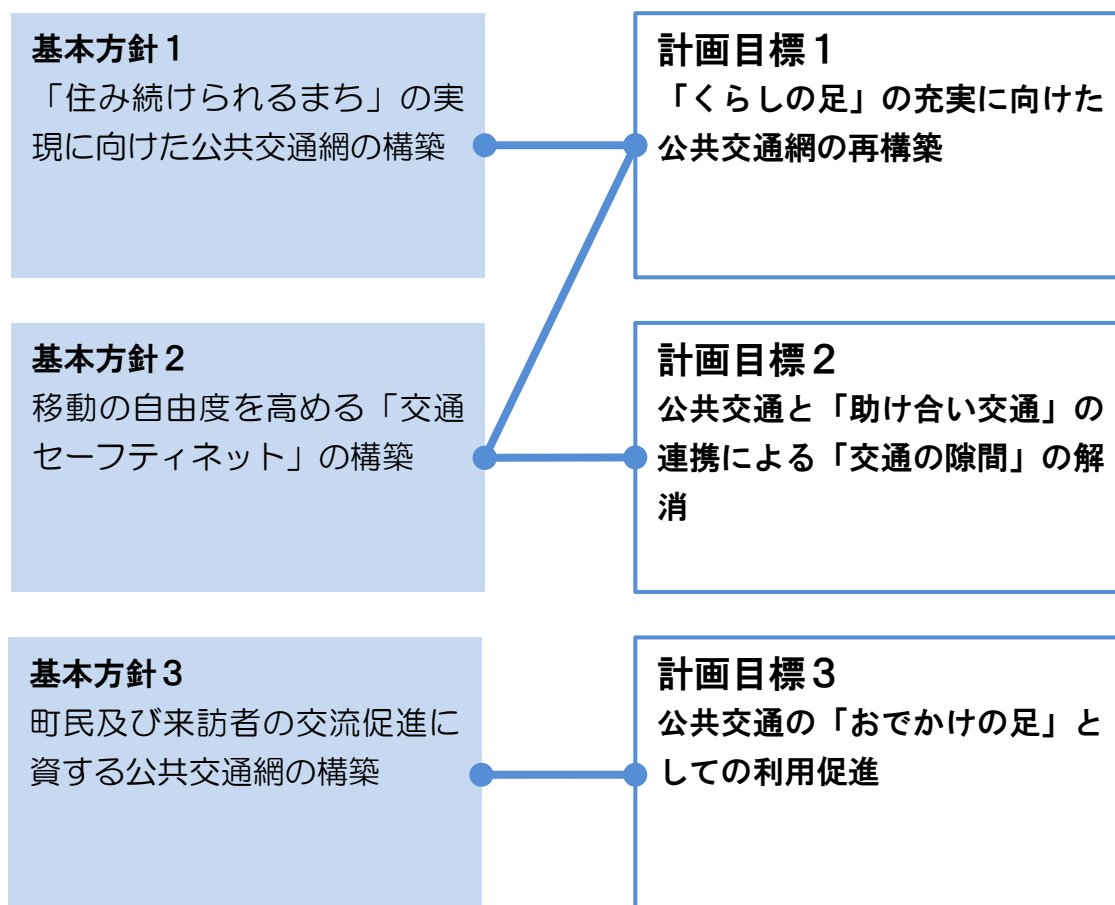 基本方針１
「住み続けられるまち」の実
現に向けた公共交通網の構築
計画目標１
「くらしの足」の充実に向けた
公共交通網の再構築
基本方針２
移動の自由度を高める「交通
セーフティネット」の構築
計画目標２
公共交通と「助け合い交通」の
連携による「交通の隙間」の解
消
基本方針３
町民及び来訪者の交流促進に
資する公共交通網の構築
計画目標３
公共交通の「おでかけの足」と
しての利用促進